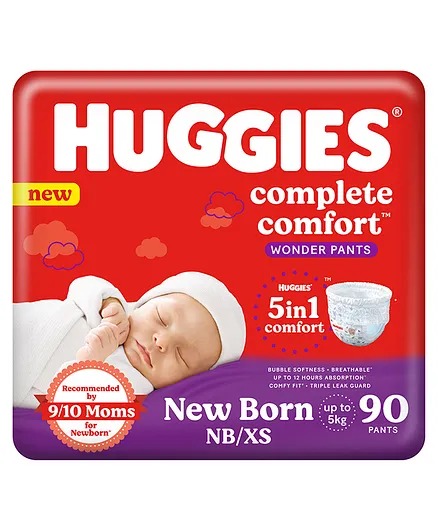 HUGGIES®
new
complete
comfort™
WONDER PANTS
HUGGIES™
5in1
comfort
BUBBLE SOFTNESS • BREATHABLE*
UP TO 12 HOURS ABSORPTION*
COMFY FIT* • TRIPLE LEAK GUARD
Recommended
by
9/10 Moms
for
Newborn*
New Born
NB/XS
up to
5kg
90
PANTS